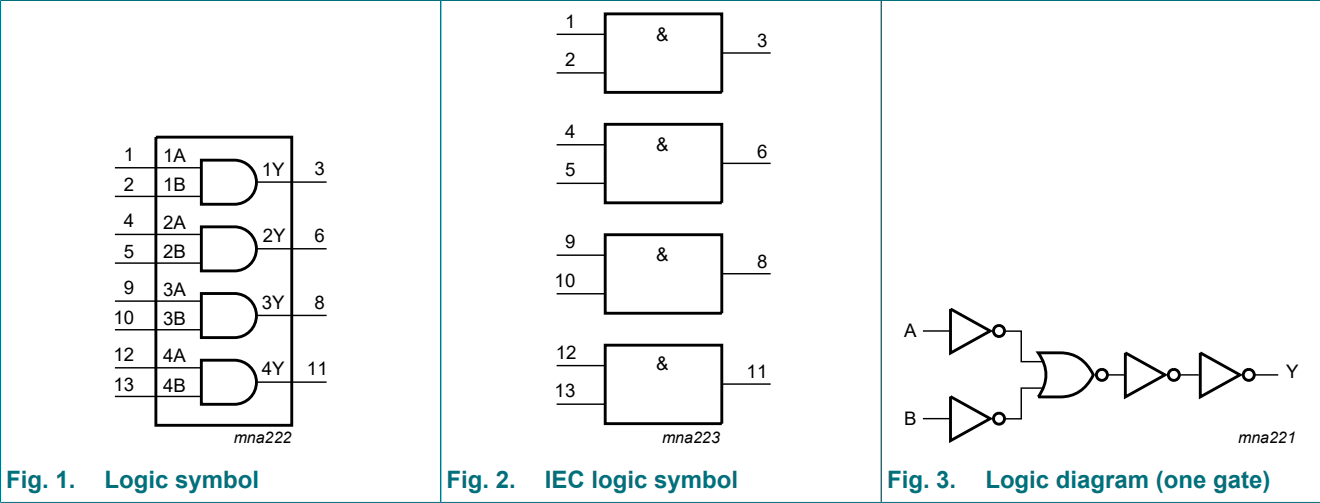 1 1A 1Y 3
2 1B
4 2A 2Y 6
5 2B
9 3A 3Y 8
10 3B
12 4A 4Y 11
13 4B
mna222
Fig. 1. Logic symbol
1 & 3
2
4 & 6
5
9 & 8
10
12 & 11
13
mna223
Fig. 2. IEC logic symbol
A
Y
B
mna221
Fig. 3. Logic diagram (one gate)